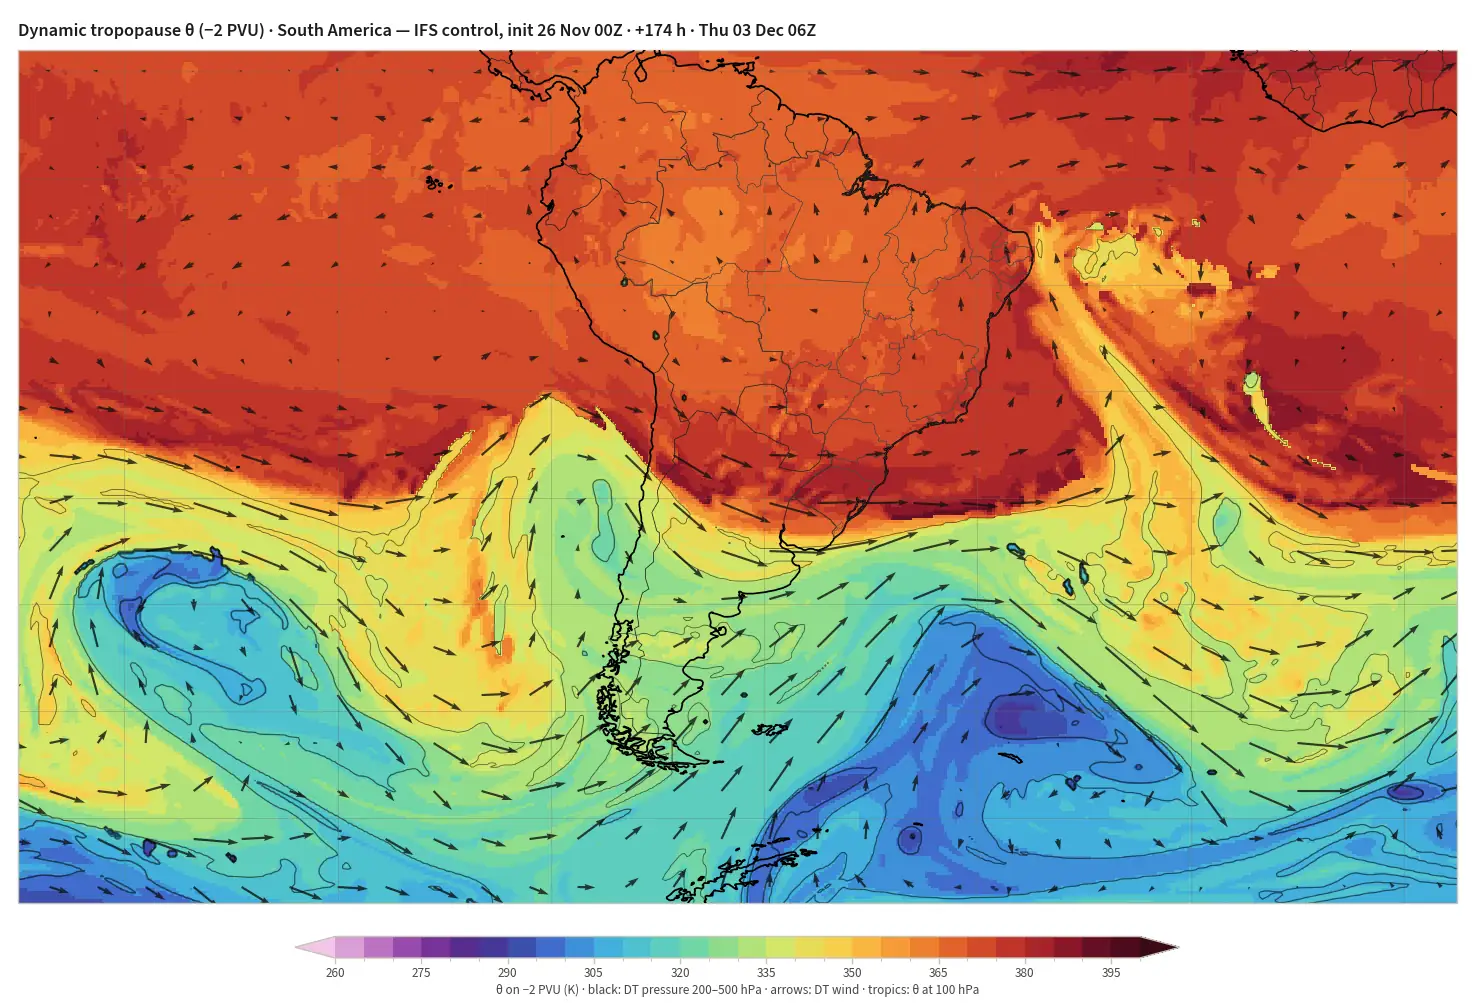 Dynamic tropopause θ (−2 PVU) · South America — IFS control, init 26 Nov 00Z · +174 h · Thu 03 Dec 06Z
260 275 290 305 320 335 350 365 380 395
θ on −2 PVU (K) · black: DT pressure 200–500 hPa · arrows: DT wind · tropics: θ at 100 hPa